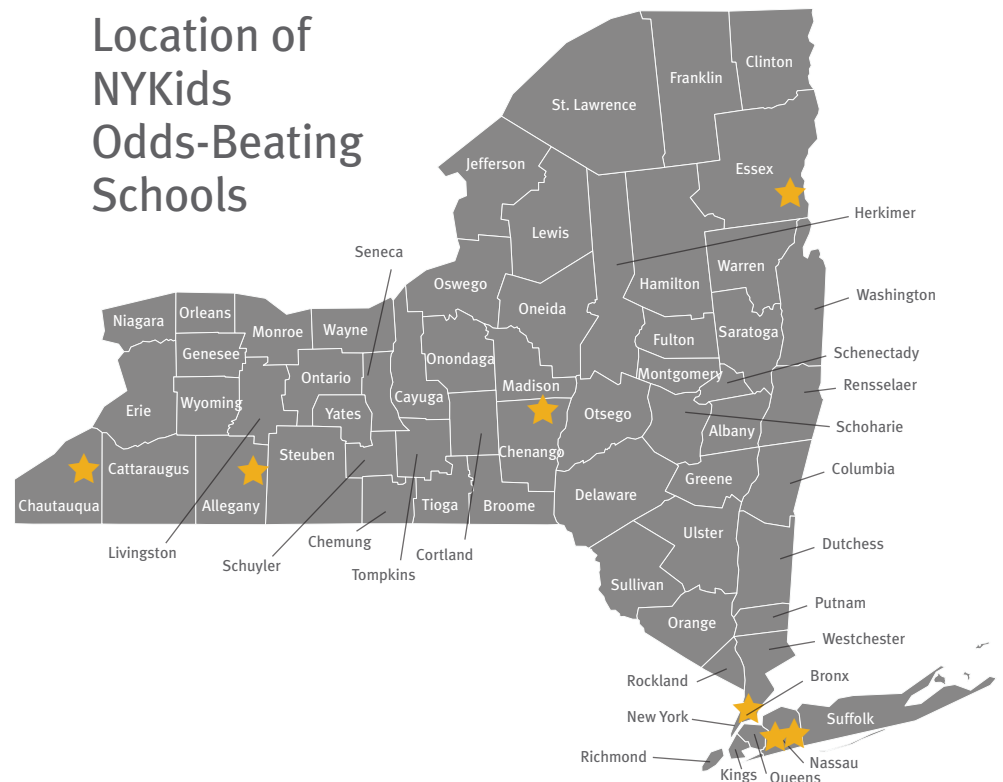 Location of
NYKids
Odds-Beating
Schools
Clinton
Franklin
St. Lawrence
Jefferson
Essex
Herkimer
Lewis
Seneca
Warren
Oswego
Hamilton
Washington
Oneida
Niagara
Orleans
Monroe
Wayne
Saratoga
Fulton
Genesee
Onondaga
Schenectady
Montgomery
Ontario
Madison
Rensselaer
Cayuga
Wyoming
Erie
Yates
Otsego
Schoharie
Albany
Steuben
Chenango
Cattaraugus
Columbia
Greene
Delaware
Chautauqua
Allegany
Tioga
Broome
Ulster
Livingston
Chemung
Dutchess
Schuyler
Cortland
Tompkins
Sullivan
Putnam
Orange
Westchester
Rockland
Bronx
New York
Suffolk
Richmond
Nassau
Kings
Queens